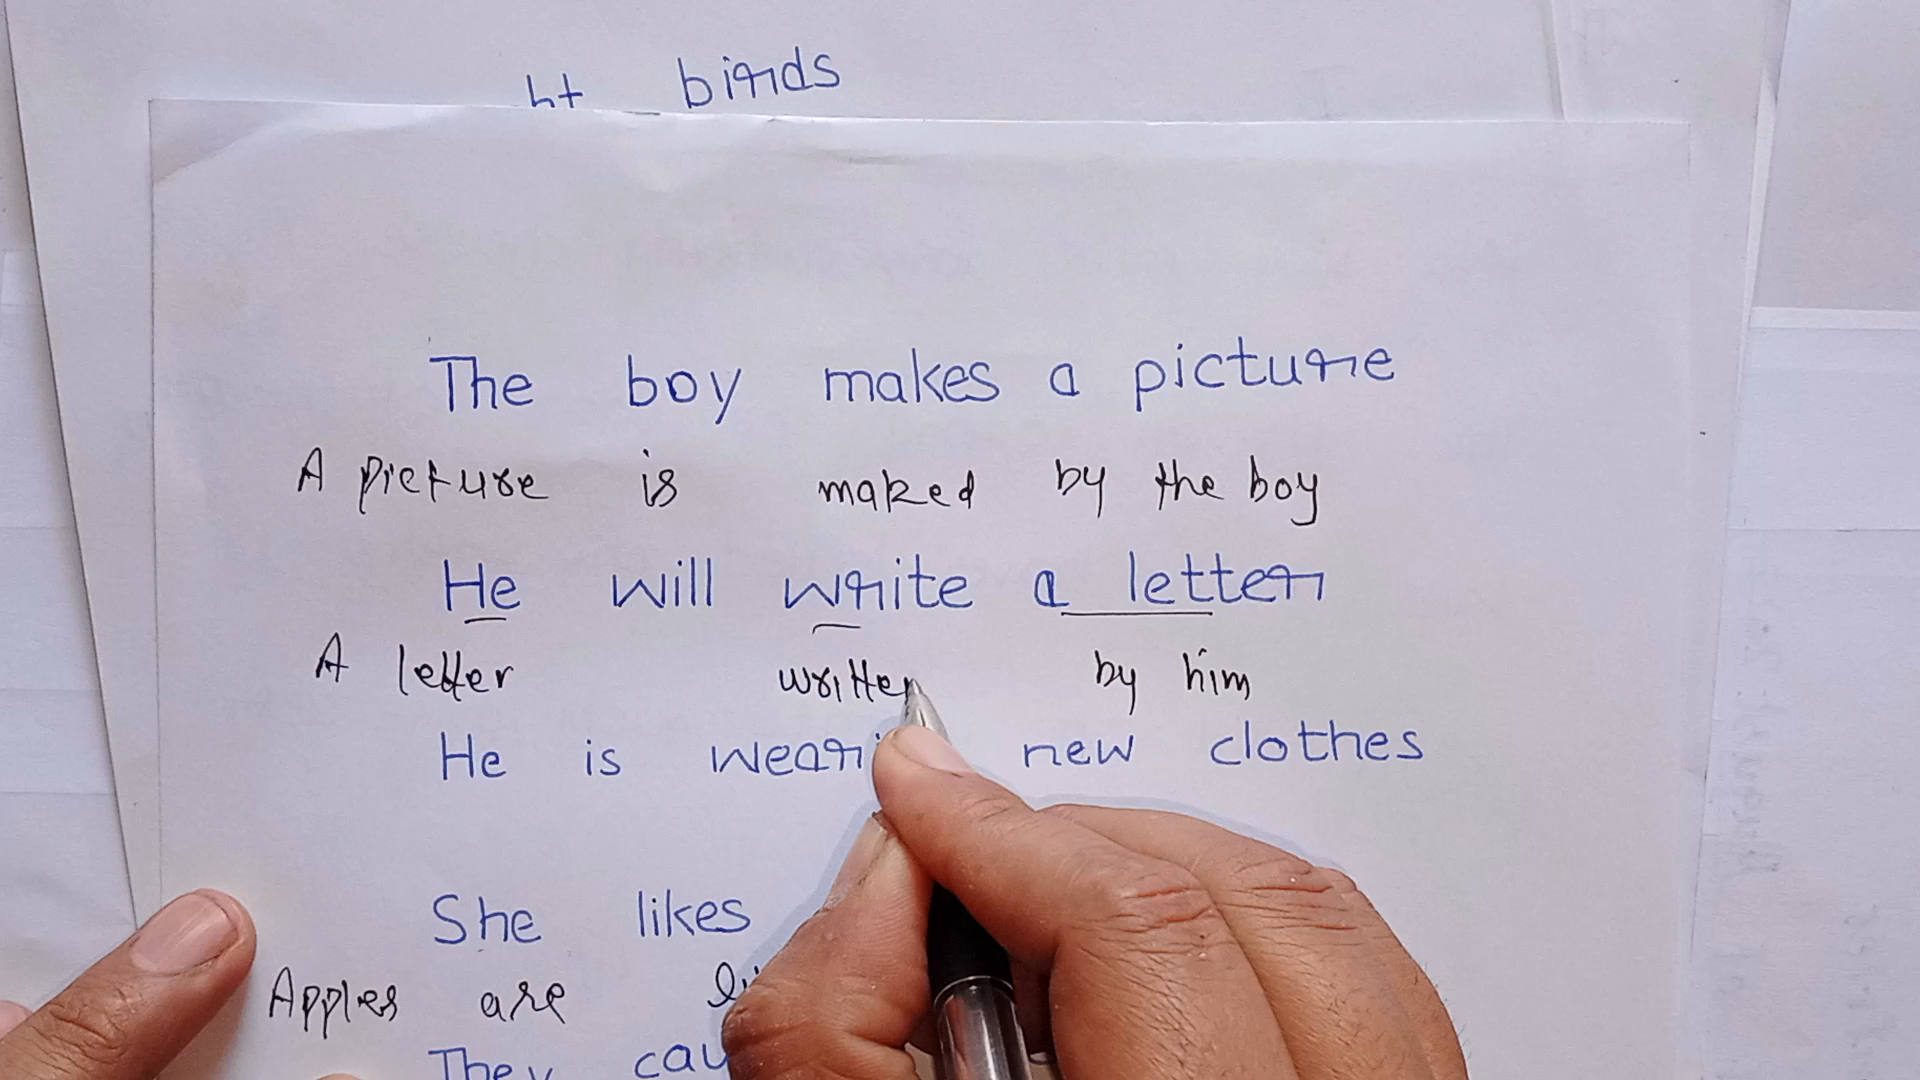 birds
The boy makes a picture
A picture is maked by the boy
He will write a letter
A letter written by him
He is new clothes
She likes
Apples are
They